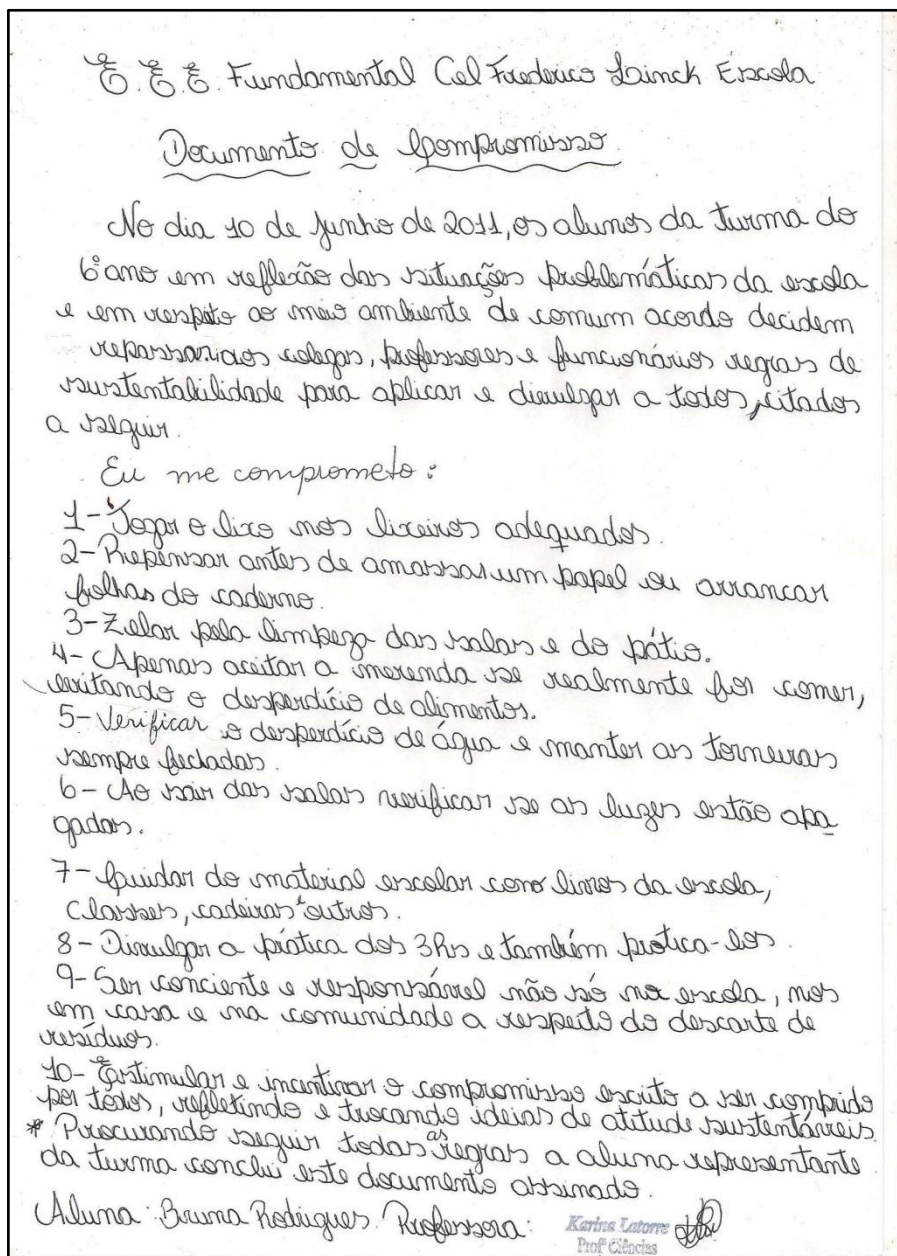 E. E. E. Fundamental Cel Frederico Linck Escola
Documento de Compromisso
No dia 10 de junho de 2011, os alunos da turma do
6º ano em reflexão das situações problemáticas da escola
e em respeito ao meio ambiente de comum acordo decidem
repassar aos colegas, professores e funcionários regras de
sustentabilidade para aplicar e divulgar a todos, citados
a seguir.
Eu me comprometo:
1- Jogar o lixo nos lixeiros adequados.
2- Repensar antes de amassar um papel ou arrancar
folhas do caderno.
3- Zelar pela limpeza das salas e do pátio.
4- Apenas aceitar a merenda se realmente for comer,
evitando o desperdício de alimentos.
5- Verificar o desperdício de água e manter as torneiras
sempre fechadas.
6- Ao sair das salas verificar se as luzes estão apa
gadas.
7- Cuidar do material escolar como livros da escola,
classes, cadeiras e outros.
8- Divulgar a prática dos 3Rrs e também pratica-los.
9- Ser conciente e responsável não só na escola, mas
em casa e na comunidade a respeito do descarte de
resíduos.
10- Estimular e incentivar o compromisso escrito a ser comprido
por todos, refletindo e trocando ideias de atitude sustentáveis.
* Procurando seguir todas as regras a aluna representante
da turma conclui este documento assinado.
Aluna: Bruna Rodrigues. Professora: Karina Latorre
Profª Ciências